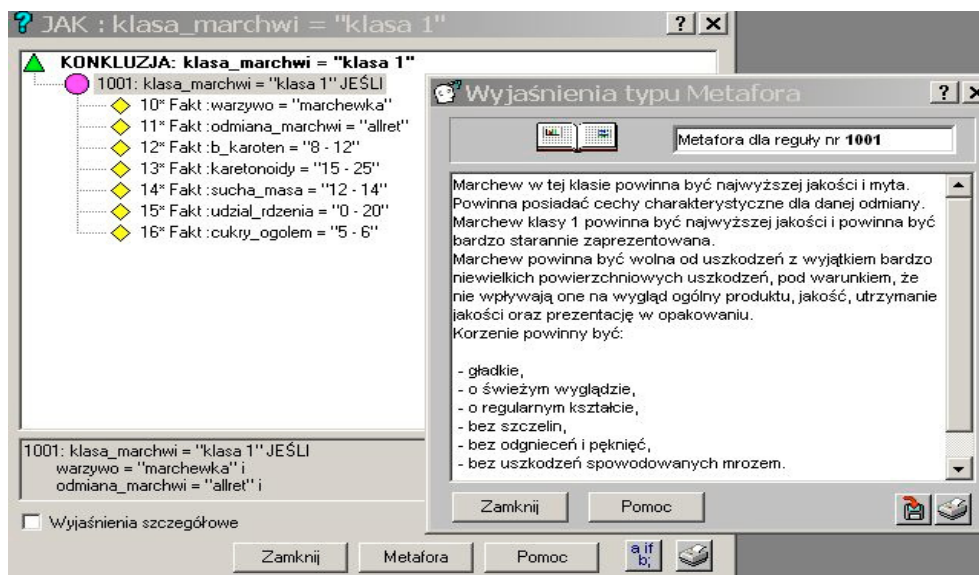 JAK : klasa_marchwi = "klasa 1"
KONKLUZJA: klasa_marchwi = "klasa 1"
1001: klasa_marchwi = "klasa 1" JEŚLI
10* Fakt :warzywo = "marchewka"
11* Fakt :odmiana_marchwi = "allret"
12* Fakt :b_karoten = "8 - 12"
13* Fakt :karetonoidy = "15 - 25"
14* Fakt :sucha_masa = "12 - 14"
15* Fakt :udzial_rdzenia = "0 - 20"
16* Fakt :cukry_ogolem = "5 - 6"
1001: klasa_marchwi = "klasa 1" JEŚLI
warzywo = "marchewka" i
odmiana_marchwi = "allret" i
Wyjaśnienia szczegółowe
Zamknij
Metafora
Pomoc
a if
b;
Wyjaśnienia typu Metafora
Metafora dla reguły nr 1001
Marchew w tej klasie powinna być najwyższej jakości i myta.
Powinna posiadać cechy charakterystyczne dla danej odmiany.
Marchew klasy 1 powinna być najwyższej jakości i powinna być
bardzo starannie zaprezentowana.
Marchew powinna być wolna od uszkodzeń z wyjątkiem bardzo
niewielkich powierzchniowych uszkodzeń, pod warunkiem, że
nie wpływają one na wygląd ogólny produktu, jakość, utrzymanie
jakości oraz prezentację w opakowaniu.
Korzenie powinny być:
- gładkie,
- o świeżym wyglądzie,
- o regularnym kształcie,
- bez szczelin,
- bez odgnieceń i pęknięć,
- bez uszkodzeń spowodowanych mrozem.
Zamknij
Pomoc